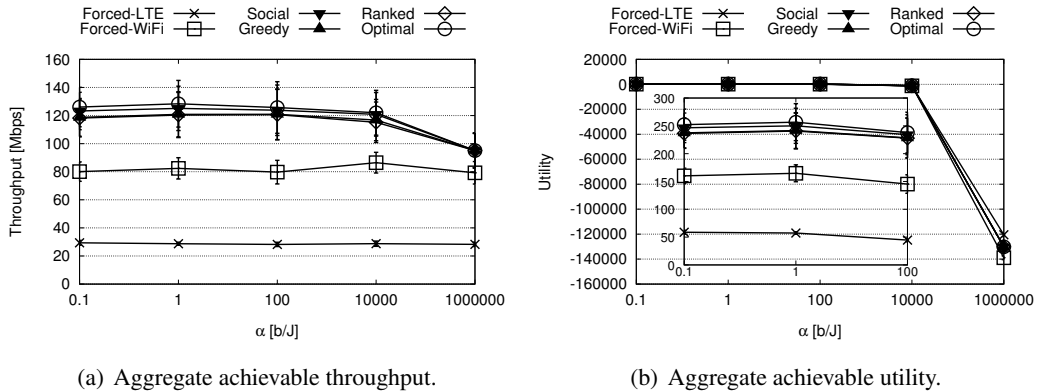 Forced-LTE Social Ranked
Forced-WiFi Greedy Optimal
160
140
120
100
80
60
40
20
0
0.1 1 100 10000 1000000
Throughput [Mbps]
α [b/J]
(a) Aggregate achievable throughput.
Forced-LTE Social Ranked
Forced-WiFi Greedy Optimal
20000
0
-20000
-40000
-60000
-80000
-100000
-120000
-140000
-160000
0.1 1 100 10000 1000000
Utility
α [b/J]
300
250
200
150
100
50
0
0.1 1 100
(b) Aggregate achievable utility.